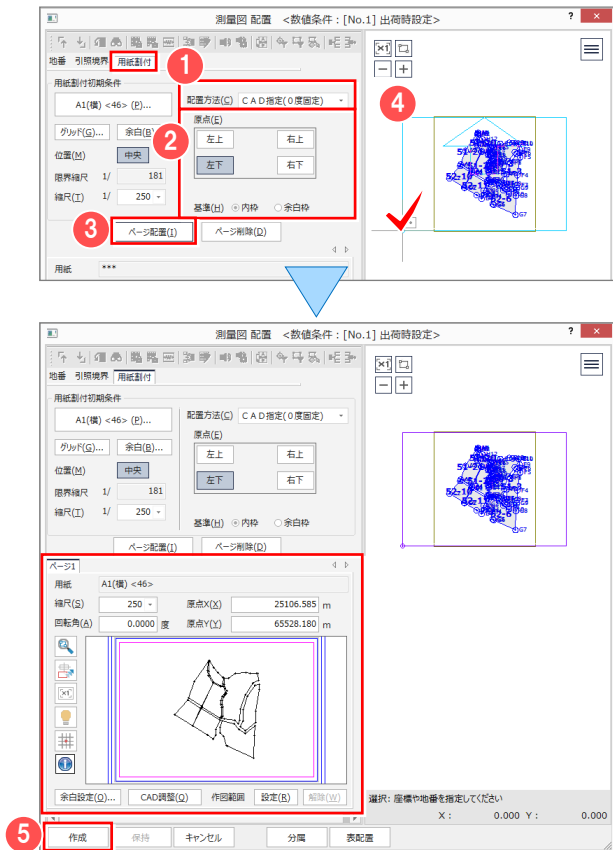 測量図 配置 <数値条件 : [No.1] 出荷時設定> ? ×
地番 引照境界 用紙割付
1
用紙割付初期条件
A1(横) <46> (P)...
配置方法(C) CAD指定(0度固定)
4
グリッド(G)... 余白(B)
2
原点(E)
左上 右上
位置(M) 中央
左下 右下
限界縮尺 1/ 181
縮尺(T) 1/ 250
基準(H) 内枠 余白枠
3
ページ配置(I) ページ削除(D)
用紙 ***
G7
測量図 配置 <数値条件 : [No.1] 出荷時設定> ? ×
地番 引照境界 用紙割付
用紙割付初期条件
A1(横) <46> (P)...
配置方法(C) CAD指定(0度固定)
グリッド(G)... 余白(B)...
原点(E)
左上 右上
位置(M) 中央
左下 右下
限界縮尺 1/ 181
縮尺(T) 1/ 250
基準(H) 内枠 余白枠
ページ配置(I) ページ削除(D)
G7
ページ1
用紙 A1(横) <46>
縮尺(S) 250 原点X(X) 25106.585 m
回転角(A) 0.0000 度 原点Y(Y) 65528.180 m
余白設定(O)... CAD調整(Q) 作図範囲 設定(R) 解除(W)
選択: 座標や地番を指定してください
X : 0.000 Y : 0.000
5
作成 保持 キャンセル 分属 表配置